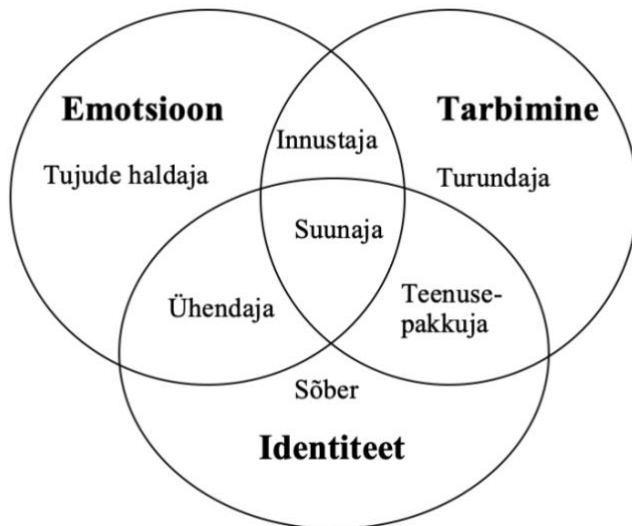 Emotsioon
Tarbimine
Innustaja
Tujude haldaja
Turundaja
Suunaja
Ühendaja
Teenuse-
pakkuja
Sõber
Identiteet